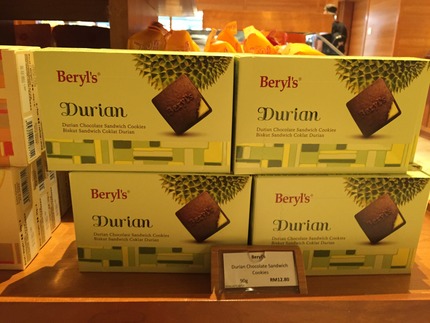 Beryl's
Durian
Durian Chocolate Sandwich Cookies
Biskut Sandwich Coklat Durian
Beryl's
Durian
Durian Chocolate Sandwich Cookies
Biskut Sandwich Coklat Durian
Beryl's
Durian
Durian Chocolate Sandwich Cookies
Biskut Sandwich Coklat Durian
Beryl's
Durian
Durian Chocolate Sandwich Cookies
Biskut Sandwich Coklat Durian
Beryl's
Durian Chocolate Sandwich
Cookies
90g RM12.80